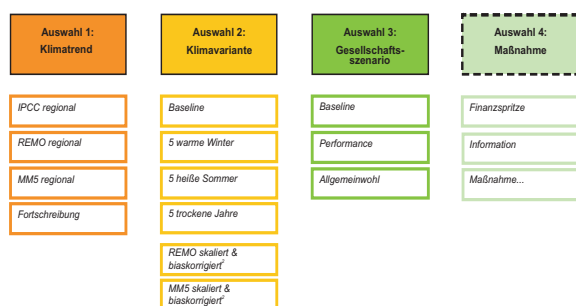 Auswahl 1:
Klimatrend
Auswahl 2:
Klimavariante
Auswahl 3:
Gesellschafts-
szenario
Auswahl 4:
Maßnahme
IPCC regional
REMO regional
MM5 regional
Fortschreibung
Baseline
5 warme Winter
5 heiße Sommer
5 trockene Jahre
REMO skaliert &
biaskorrigiert²
MM5 skaliert &
biaskorrigiert²
Baseline
Performance
Allgemeinwohl
Finanzspritze
Information
Maßnahme...